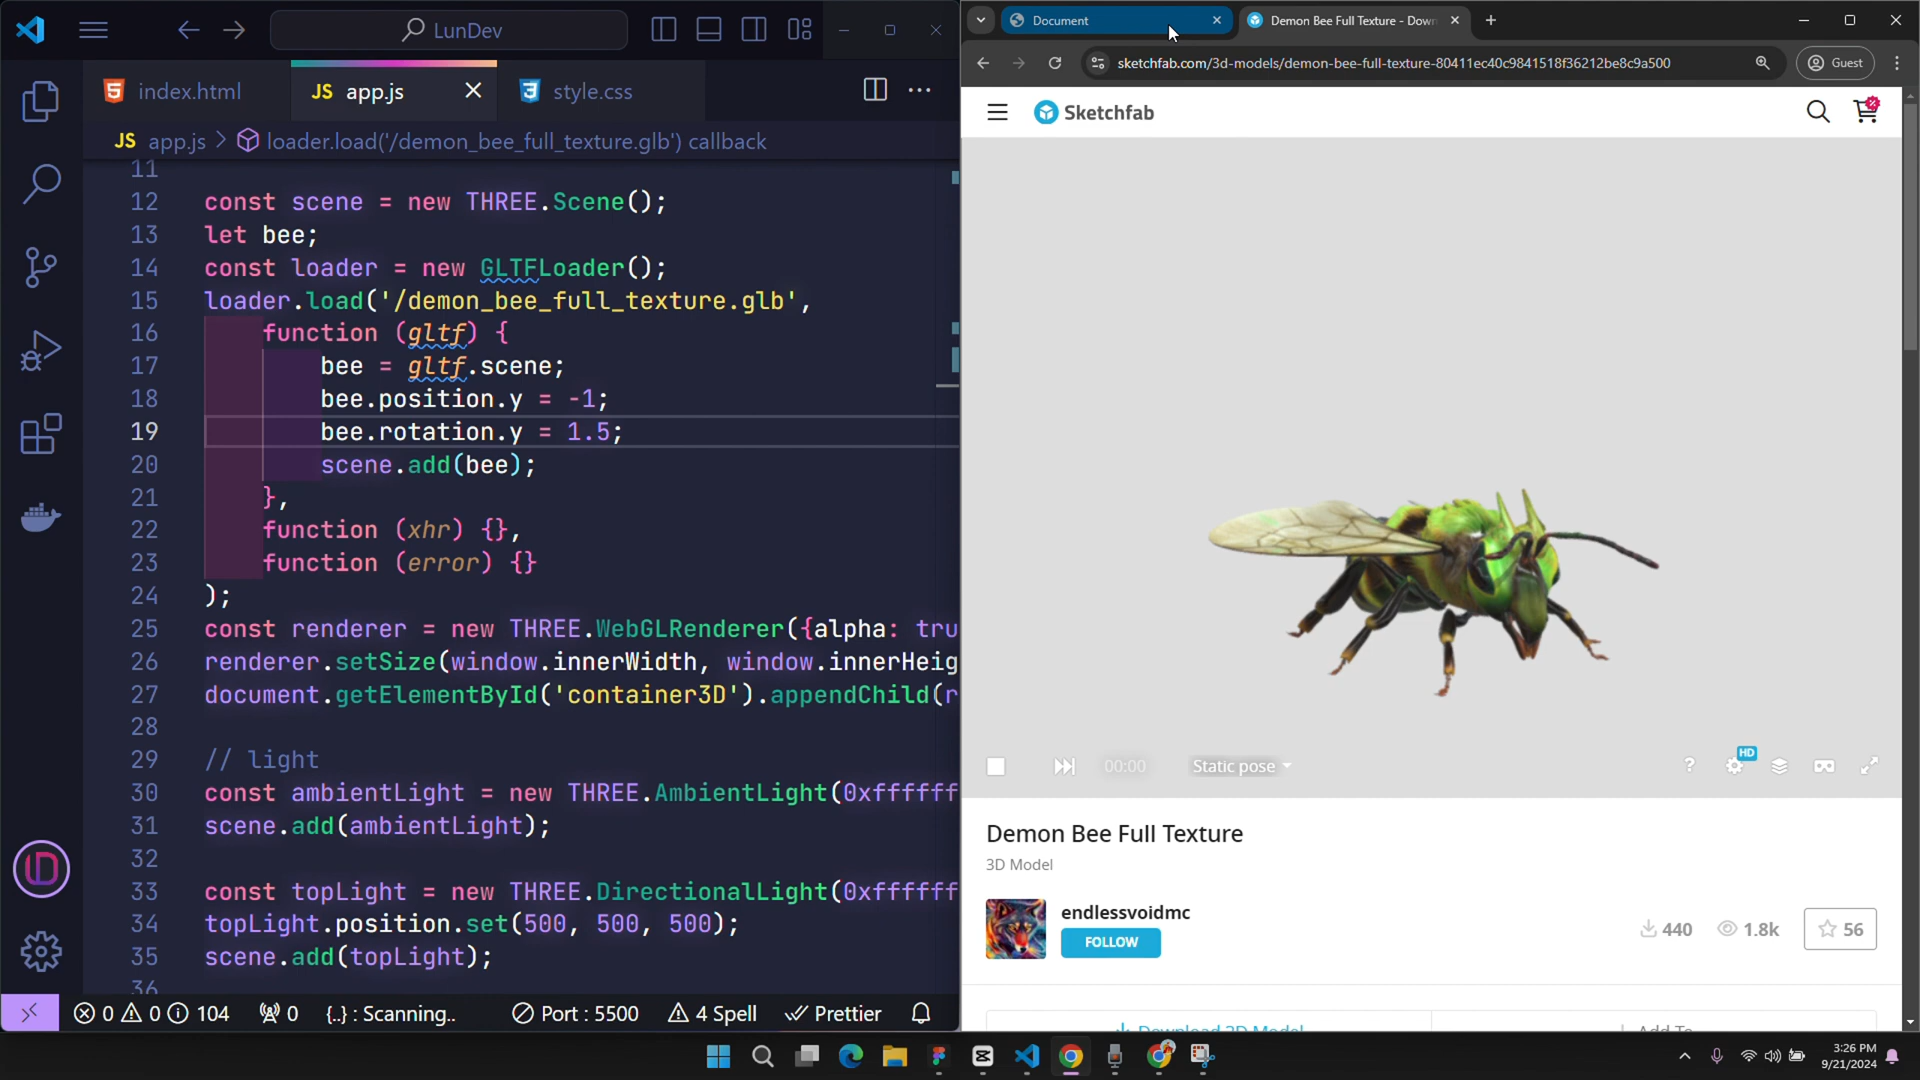 LunDev
index.html
JS app.js
style.css
JS app.js > loader.load('/demon_bee_full_texture.glb') callback
11
12 const scene = new THREE.Scene();
13 let bee;
14 const loader = new GLTFLoader();
15 loader.load('/demon_bee_full_texture.glb',
16 function (gltf) {
17 bee = gltf.scene;
18 bee.position.y = -1;
19 bee.rotation.y = 1.5;
20 scene.add(bee);
21 },
22 function (xhr) {},
23 function (error) {}
24 );
25 const renderer = new THREE.WebGLRenderer({alpha: tru
26 renderer.setSize(window.innerWidth, window.innerHeig
27 document.getElementById('container3D').appendChild(r
28
29 // light
30 const ambientLight = new THREE.AmbientLight(0xffffff
31 scene.add(ambientLight);
32
33 const topLight = new THREE.DirectionalLight(0xffffff
34 topLight.position.set(500, 500, 500);
35 scene.add(topLight);
36
0 0 104 0 {..} : Scanning.. Port : 5500 4 Spell Prettier
Document
Demon Bee Full Texture - Down
sketchfab.com/3d-models/demon-bee-full-texture-80411ec40c9841518f36212be8c9a500
Guest
Sketchfab
00:00
Static pose
?
HD
Demon Bee Full Texture
3D Model
endlessvoidmc
FOLLOW
440
1.8k
56
Download 3D Model
Add To
3:26 PM
9/21/2024